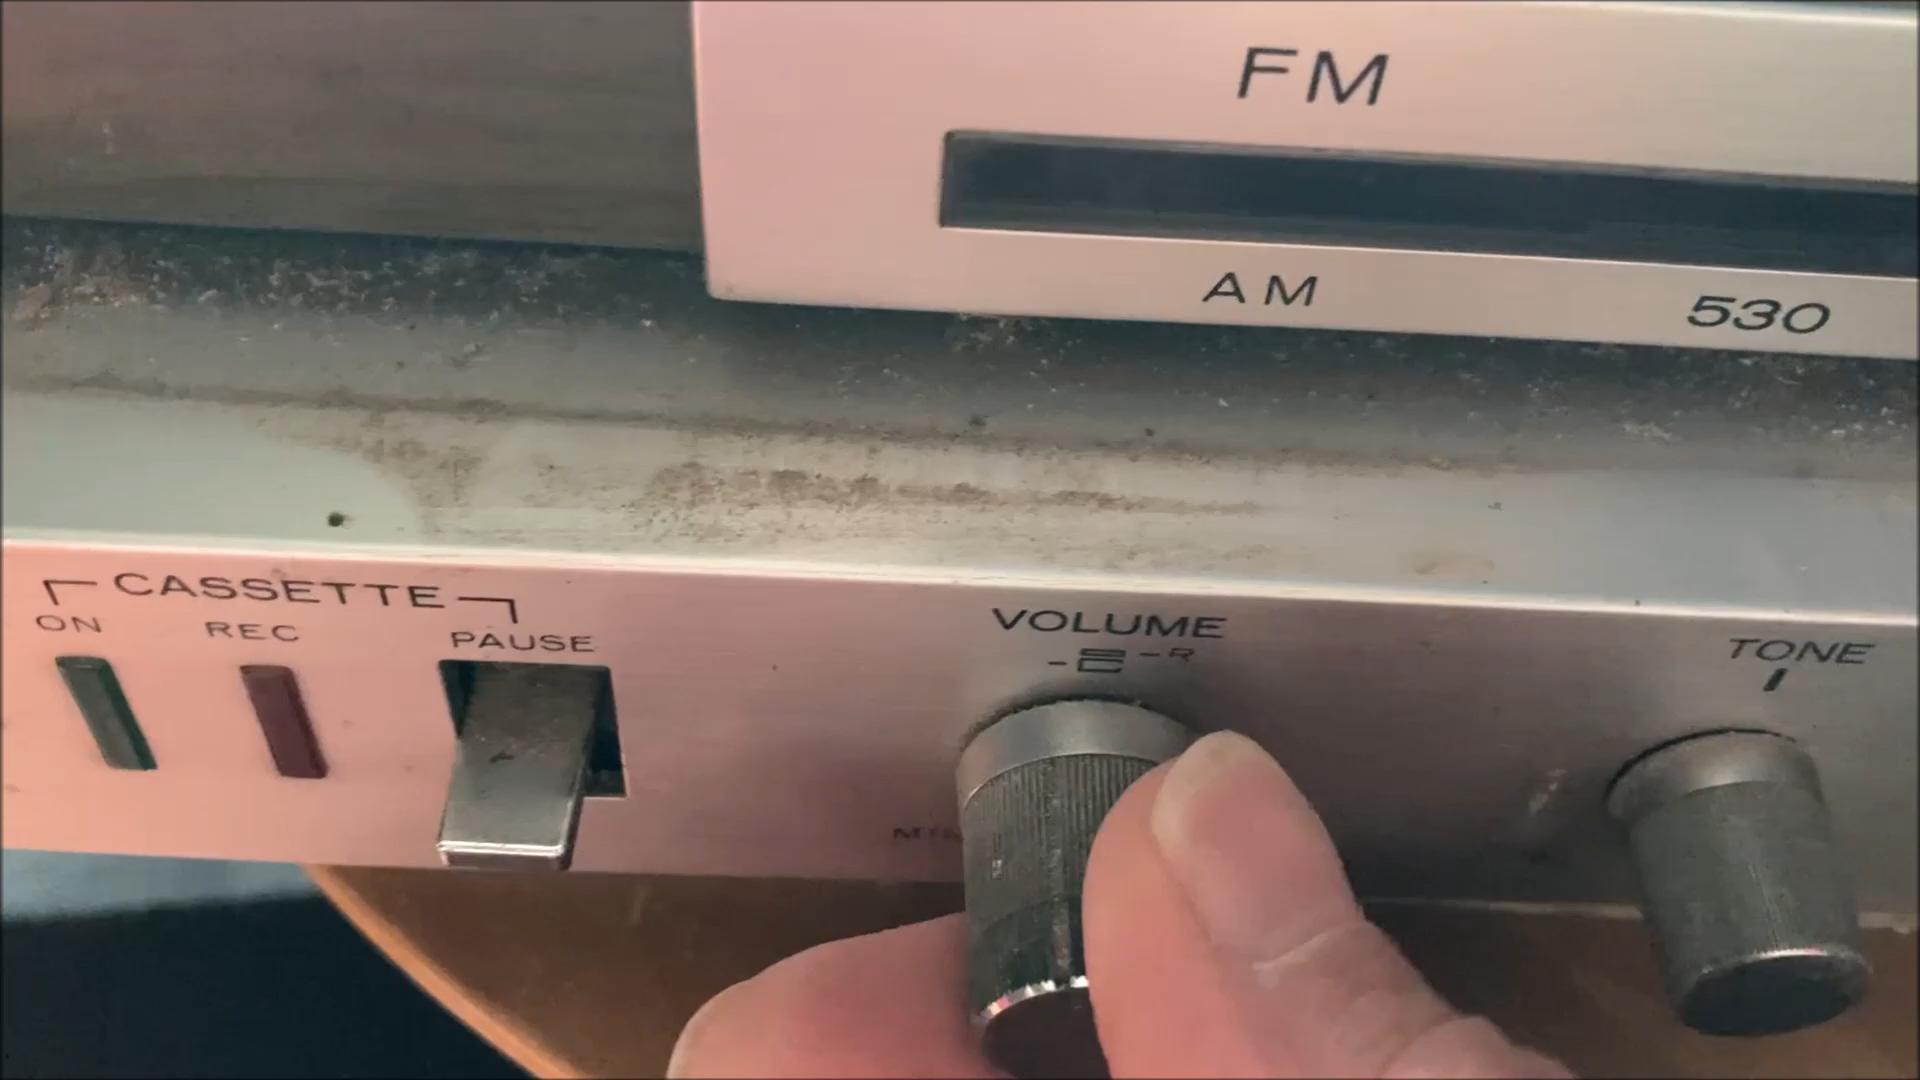 FM
AM 530
CASSETTE
ON REC PAUSE
VOLUME
TONE